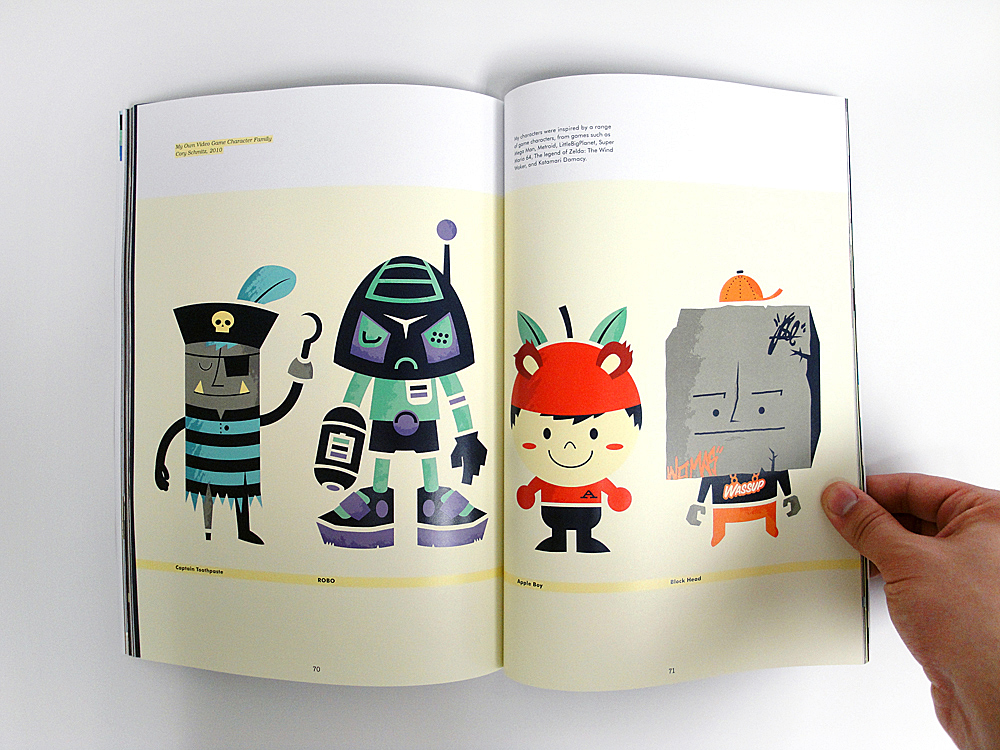 My Own Video Game Character Family
Cory Schmitz, 2010
My characters were inspired by a range
of game characters, from games such as
Mega Man, Metroid, LittleBigPlanet, Super
Mario 64, The legend of Zelda: The Wind
Waker, and Katamari Damacy.
A
WASSUP
Captain Toothpaste
ROBO
Apple Boy
Block Head
70
71